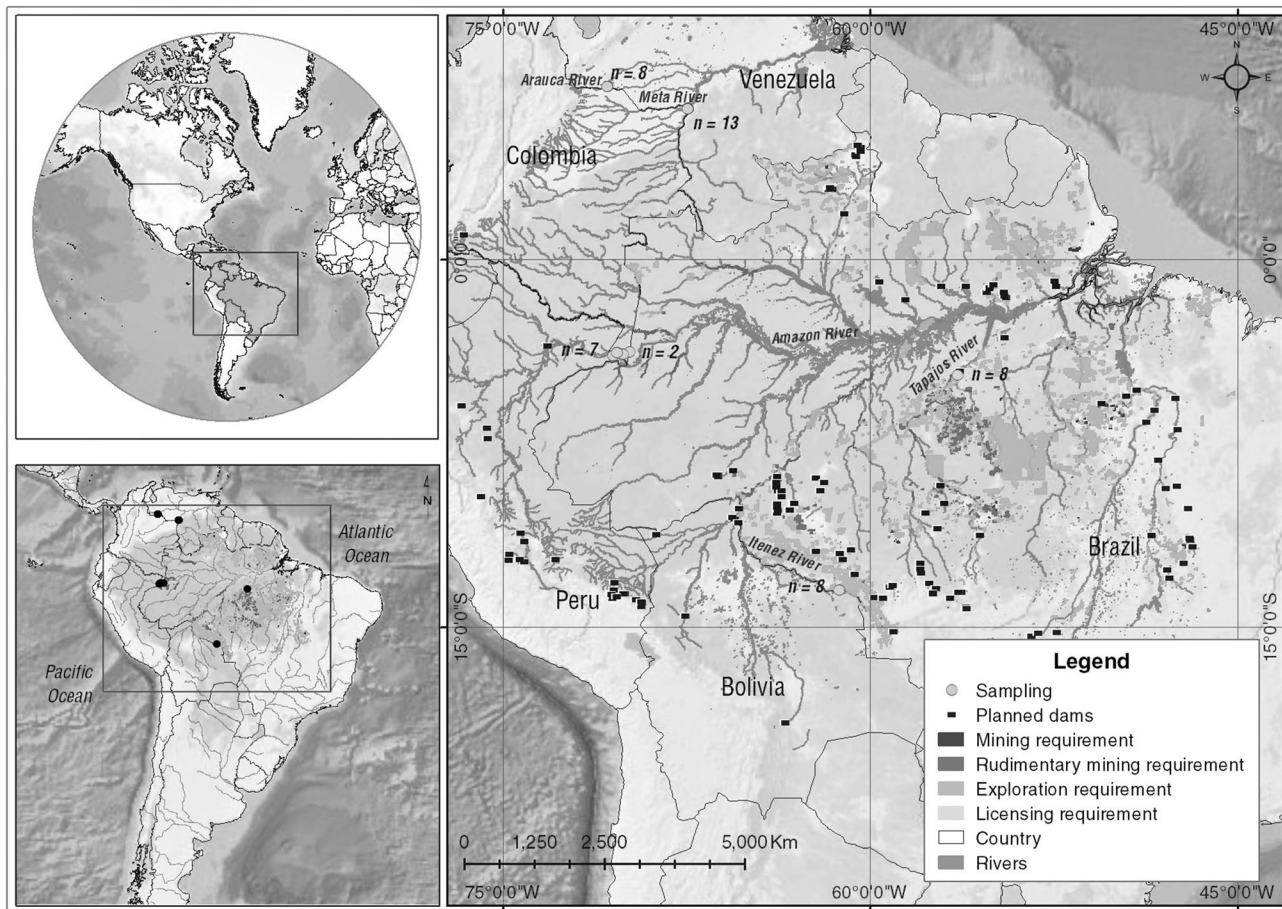 75°0'0"W
60°0'0"W
45°0'0"W
N
W
E
S
Arauca River
n = 8
Venezuela
Meta River
n = 13
Colombia
0°0'0"
0°0'0"
Amazon River
n = 7
n = 2
Tapajos River
n = 8
Itenez River
n = 8
Brazil
Peru
Bolivia
15°0'0"S
15°0'0"S
N
Atlantic
Ocean
Pacific
Ocean
Legend
Sampling
Planned dams
Mining requirement
Rudimentary mining requirement
Exploration requirement
Licensing requirement
Country
Rivers
0
1,250
2,500
5,000 Km
75°0'0"W
60°0'0"W
45°0'0"W